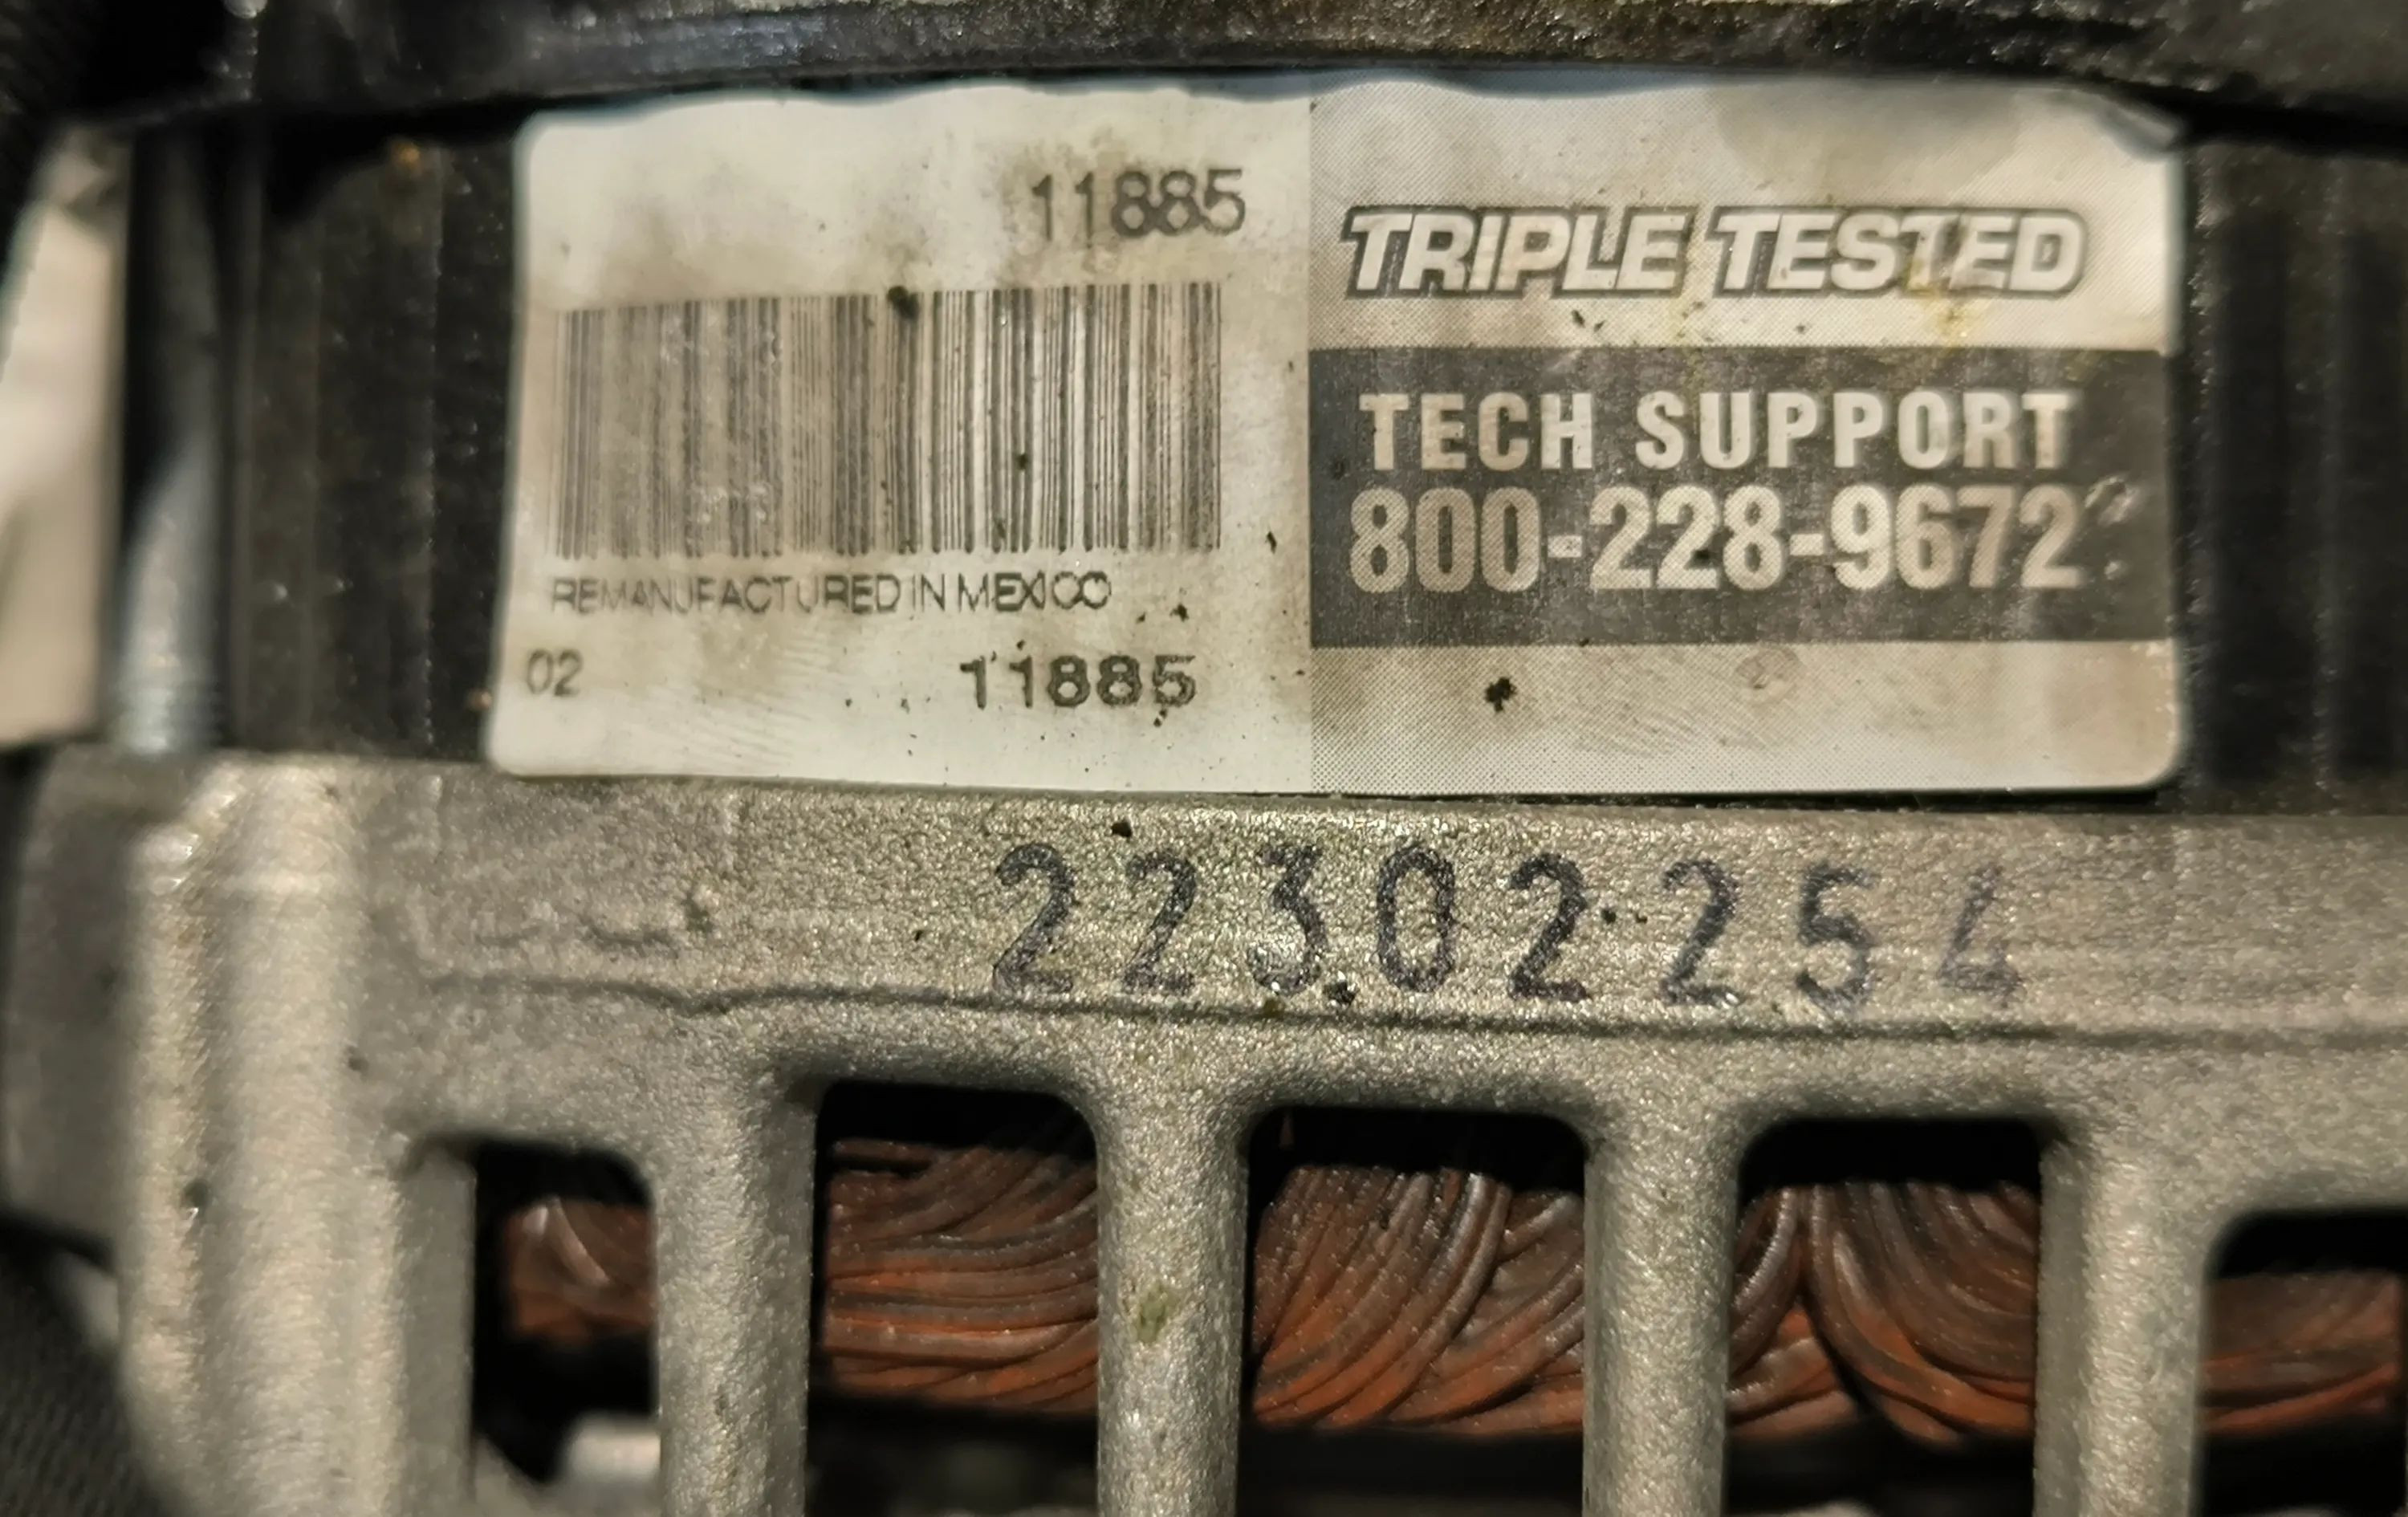 11885
REMANUFACTURED IN MEXICO
02 11885
TRIPLE TESTED
TECH SUPPORT
800-228-9672
22302254